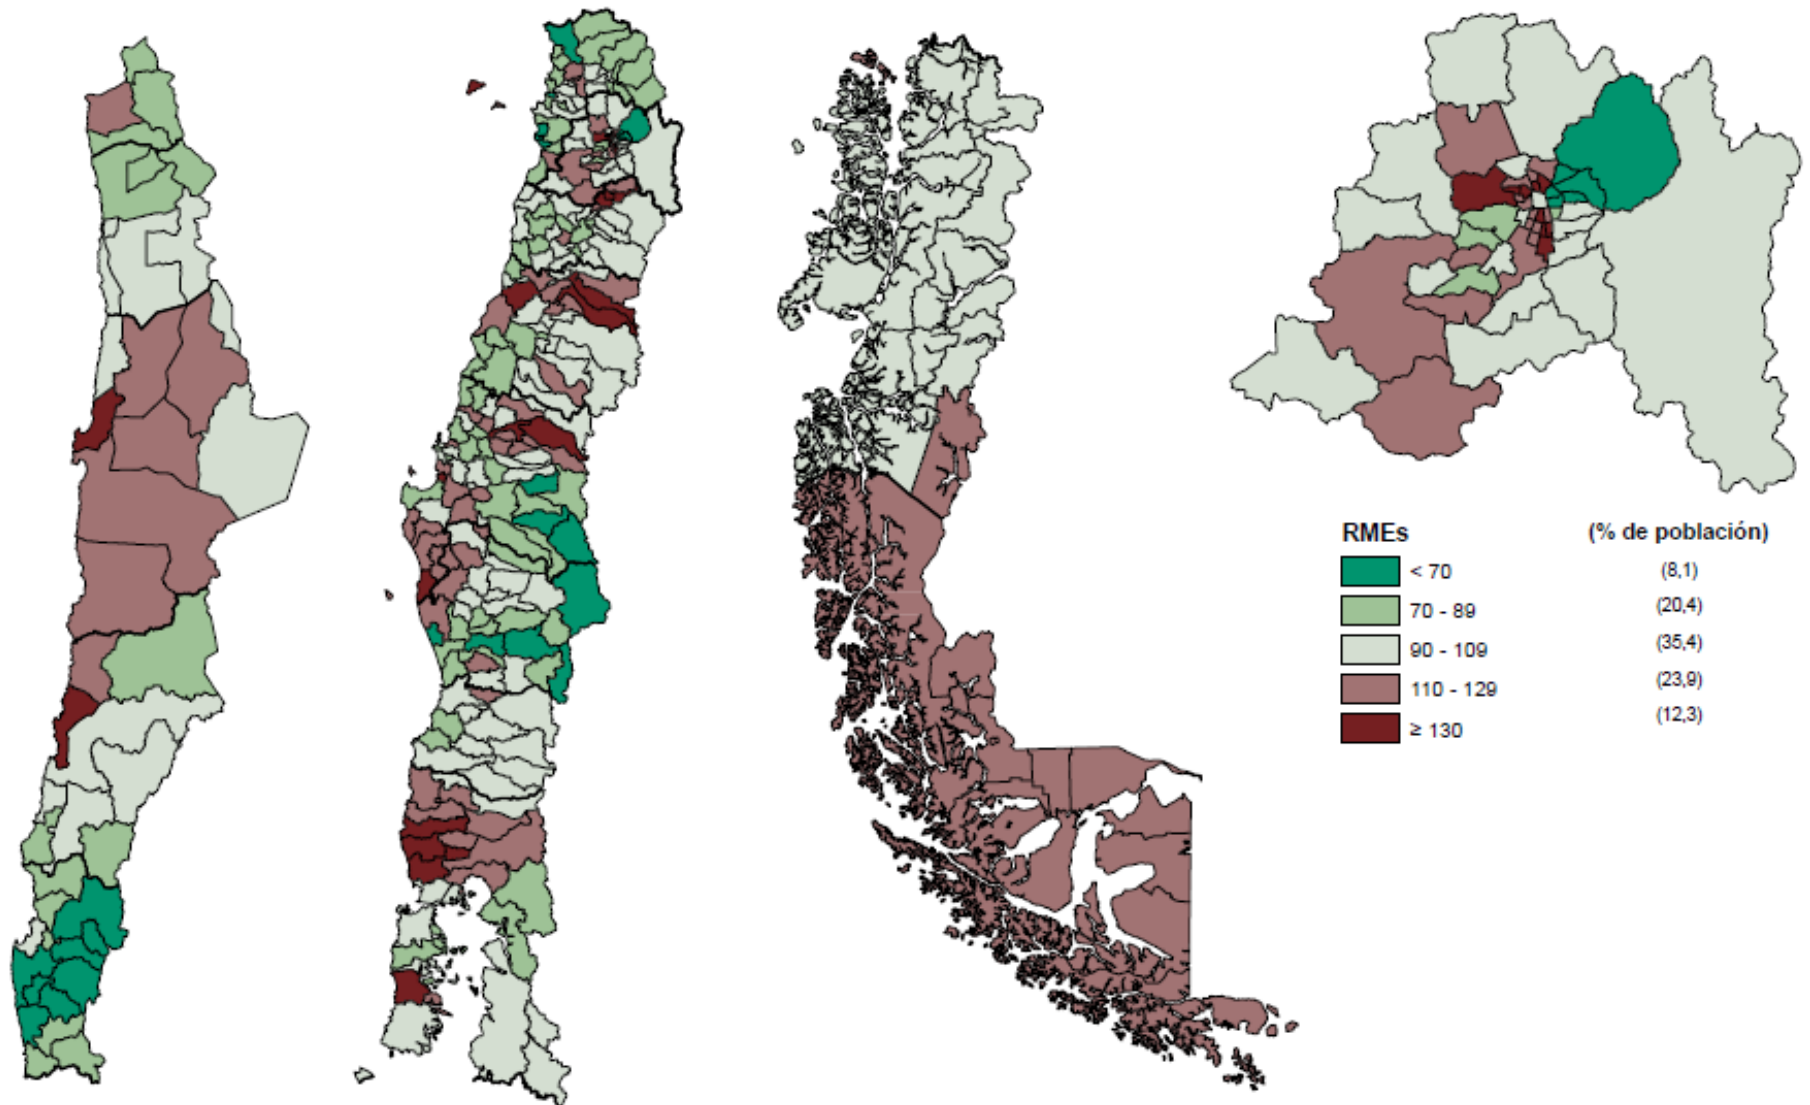 RMEs (% de población)
< 70 (8,1)
70 - 89 (20,4)
90 - 109 (35,4)
110 - 129 (23,9)
≥ 130 (12,3)